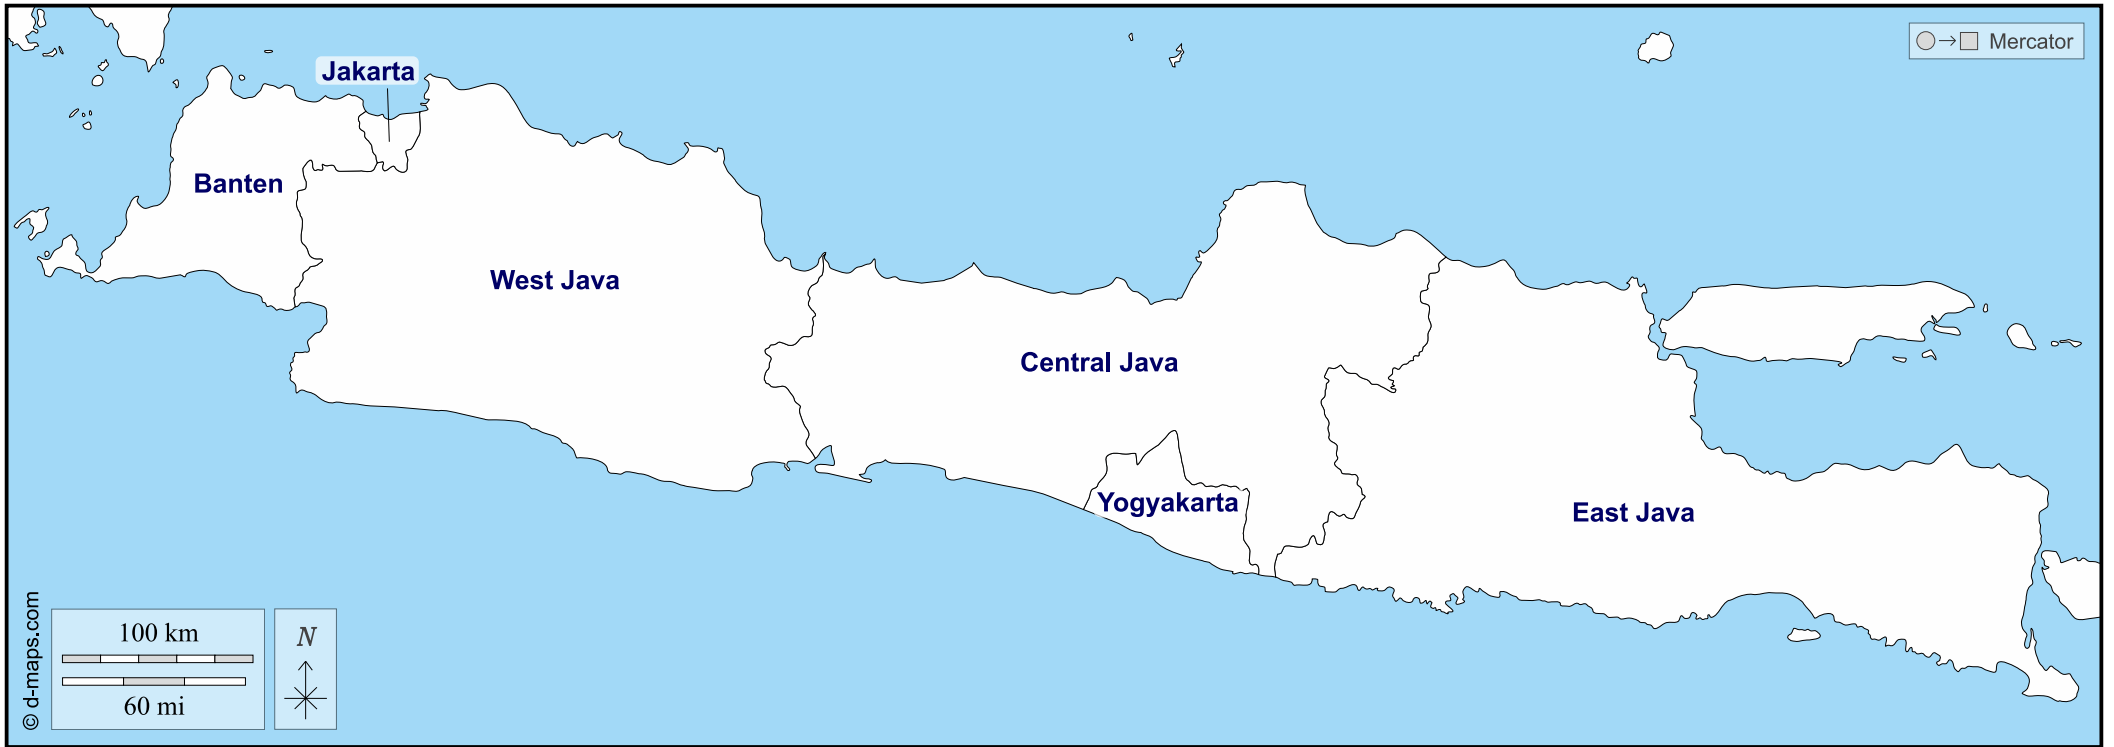 Mercator
Jakarta
Banten
West Java
Central Java
Yogyakarta
East Java
© d-maps.com
100 km
60 mi
N